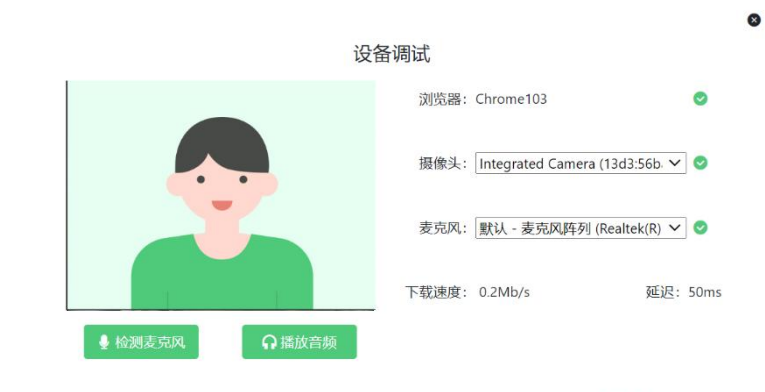 设备调试
浏览器：Chrome103
摄像头：Integrated Camera (13d3:56b
麦克风：默认 - 麦克风阵列 (Realtek(R)
下载速度：0.2Mb/s 延迟：50ms
检测麦克风 播放音频